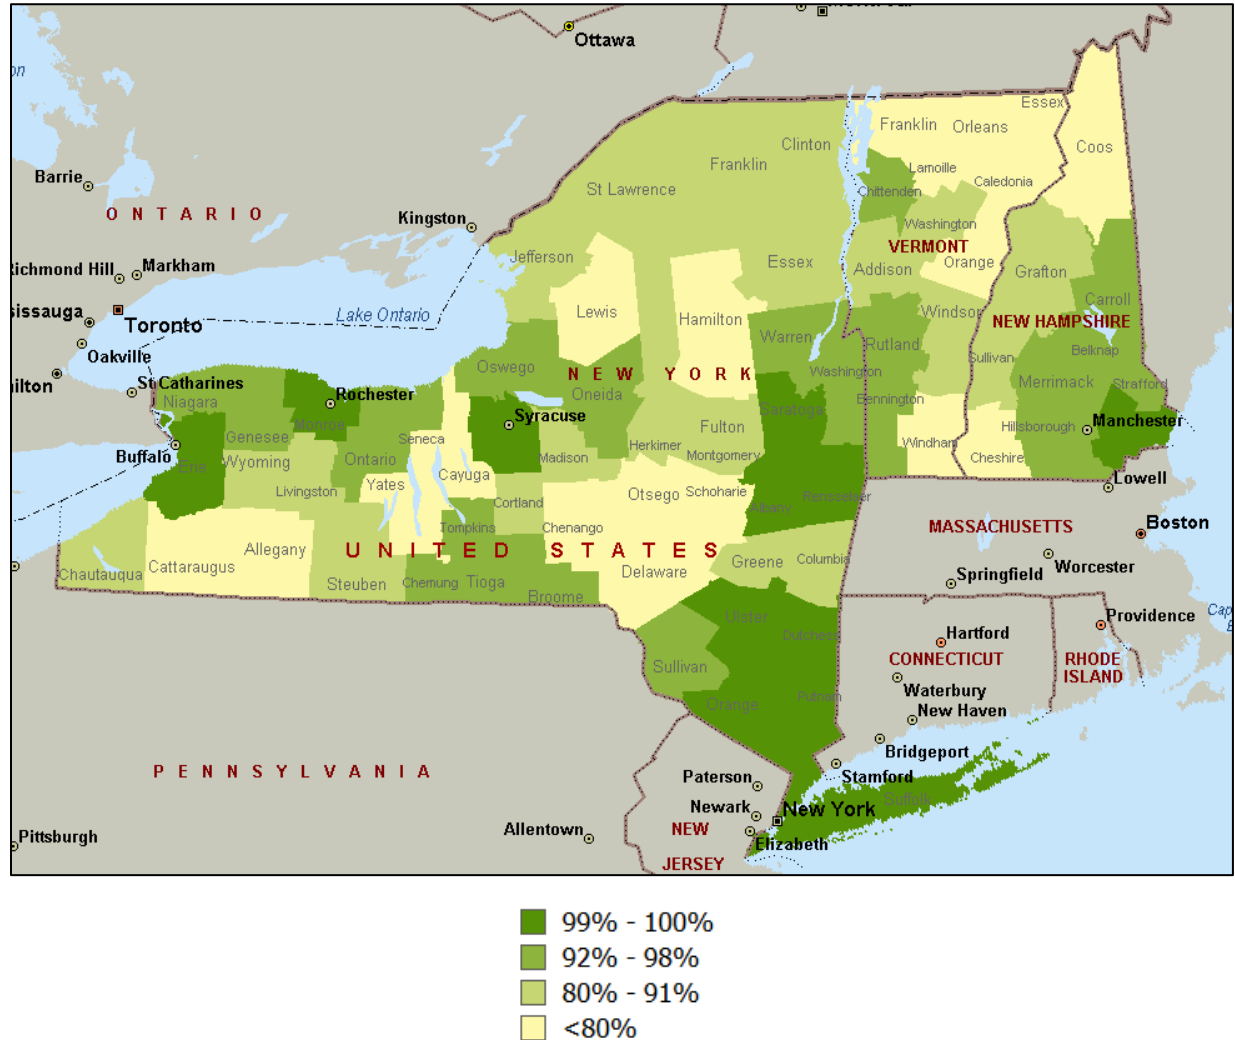 Ottawa
Essex
Franklin
Orleans
Clinton
Coos
Franklin
Lamoille
Barrie
St Lawrence
Chittenden
Caledonia
ONTARIO
Kingston
Washington
VERMONT
Jefferson
Essex
Addison
Orange
Grafton
Richmond Hill
Markham
Carroll
Lake Ontario
Lewis
Hamilton
Windsor
NEW HAMPSHIRE
Toronto
Warren
Rutland
Belknap
Oakville
Oswego
Sullivan
NEW YORK
Washington
Merrimack
Strafford
St Catharines
Oneida
Bennington
Niagara
Rochester
Saratoga
Syracuse
Manchester
Monroe
Fulton
Hillsborough
Genesee
Seneca
Herkimer
Windham
Buffalo
Erie
Wyoming
Ontario
Madison
Montgomery
Cheshire
Cayuga
Lowell
Livingston
Yates
Otsego
Schoharie
Rensselaer
Cortland
Albany
Tompkins
Chenango
MASSACHUSETTS
Boston
Allegany
UNITED STATES
Worcester
Cattaraugus
Delaware
Greene
Columbia
Chautauqua
Steuben
Chemung
Tioga
Springfield
Broome
Ulster
Providence
Dutchess
Hartford
Sullivan
CONNECTICUT
RHODE
ISLAND
Putnam
Waterbury
Orange
New Haven
Bridgeport
PENNSYLVANIA
Paterson
Stamford
Suffolk
Newark
New York
Pittsburgh
Allentown
NEW
Elizabeth
JERSEY
99% - 100%
92% - 98%
80% - 91%
<80%